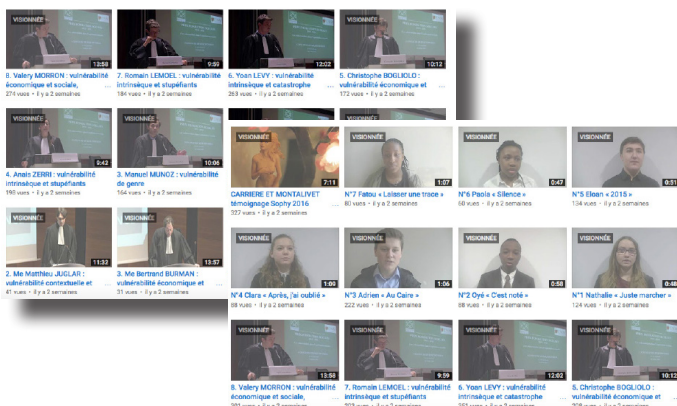 VISIONNÉE
13:58
8. Valery MORRON : vulnérabilité
économique et sociale, ...
274 vues • il y a 2 semaines
VISIONNÉE
9:59
7. Romain LEMOEL : vulnérabilité
intrinsèque et stupéfiants
184 vues • il y a 2 semaines
VISIONNÉE
12:02
6. Yoan LEVY : vulnérabilité
intrinsèque et catastrophe ...
263 vues • il y a 2 semaines
VISIONNÉE
10:12
5. Christophe BOGLIOLO :
vulnérabilité économique et ...
172 vues • il y a 2 semaines
VISIONNÉE
9:42
4. Anais ZERRI : vulnérabilité
intrinsèque et stupéfiants
198 vues • il y a 2 semaines
VISIONNÉE
10:06
3. Manuel MUNOZ : vulnérabilité
de genre
164 vues • il y a 2 semaines
VISIONNÉE
11:32
2. Me Matthieu JUGLAR :
vulnérabilité contextuelle et ...
41 vues • il y a 2 semaines
VISIONNÉE
13:57
3. Me Bertrand BURMAN :
vulnérabilité économique et ...
31 vues • il y a 2 semaines
VISIONNÉE
7:11
CARRIERE ET MONTALIVET
témoignage Sophy 2016 ...
327 vues • il y a 2 semaines
VISIONNÉE
1:07
N°7 Fatou « Laisser une trace »
80 vues • il y a 2 semaines
VISIONNÉE
0:47
N°6 Paola « Silence »
60 vues • il y a 2 semaines
VISIONNÉE
0:51
N°5 Eloan « 2015 »
134 vues • il y a 2 semaines
VISIONNÉE
1:09
N°4 Clara « Après, j'ai oublié »
88 vues • il y a 2 semaines
VISIONNÉE
1:06
N°3 Adrien « Au Caire »
222 vues • il y a 2 semaines
VISIONNÉE
0:58
N°2 Oyé « C'est noté »
88 vues • il y a 2 semaines
VISIONNÉE
0:48
N°1 Nathalie « Juste marcher »
124 vues • il y a 2 semaines
VISIONNÉE
13:58
8. Valery MORRON : vulnérabilité
économique et sociale, ...
VISIONNÉE
9:59
7. Romain LEMOEL : vulnérabilité
intrinsèque et stupéfiants
VISIONNÉE
12:02
6. Yoan LEVY : vulnérabilité
intrinsèque et catastrophe ...
VISIONNÉE
10:12
5. Christophe BOGLIOLO :
vulnérabilité économique et